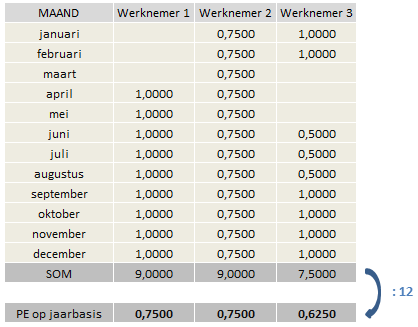 MAAND Werknemer 1 Werknemer 2 Werknemer 3
januari 0,7500 1,0000
februari 0,7500 1,0000
maart 0,7500
april 1,0000 0,7500
mei 1,0000 0,7500
juni 1,0000 0,7500 0,5000
juli 1,0000 0,7500 0,5000
augustus 1,0000 0,7500 0,5000
september 1,0000 0,7500 1,0000
oktober 1,0000 0,7500 1,0000
november 1,0000 0,7500 1,0000
december 1,0000 0,7500 1,0000
SOM 9,0000 9,0000 7,5000
: 12
PE op jaarbasis 0,7500 0,7500 0,6250